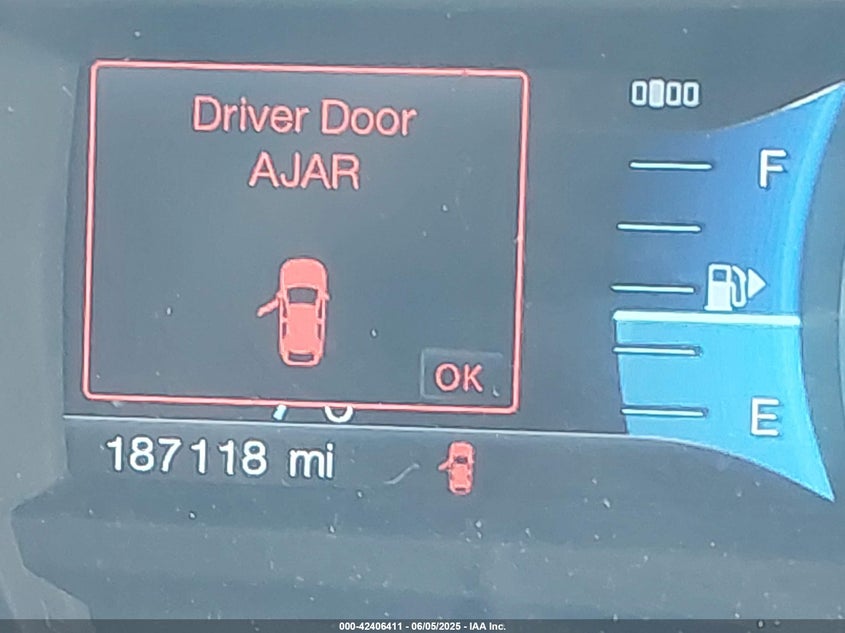 Driver Door
AJAR
OK
F
E
187118 mi
000-42406411 - 06/05/2025 - IAA Inc.